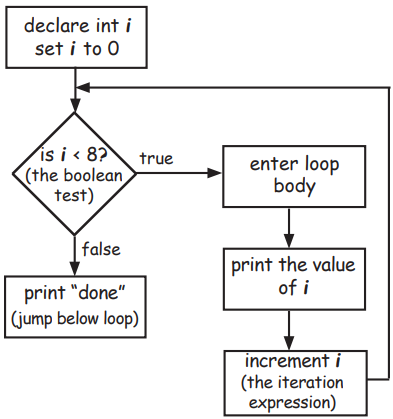 declare int i
set i to 0
is i < 8?
(the boolean
test)
true
enter loop
body
false
print the value
of i
print “done”
(jump below loop)
increment i
(the iteration
expression)